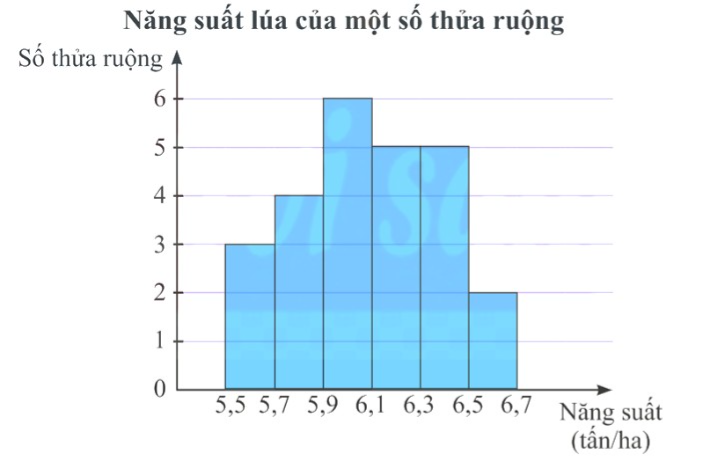 Năng suất lúa của một số thửa ruộng
Số thửa ruộng
6
5
4
3
2
1
0
5,5 5,7 5,9 6,1 6,3 6,5 6,7
Năng suất
(tấn/ha)